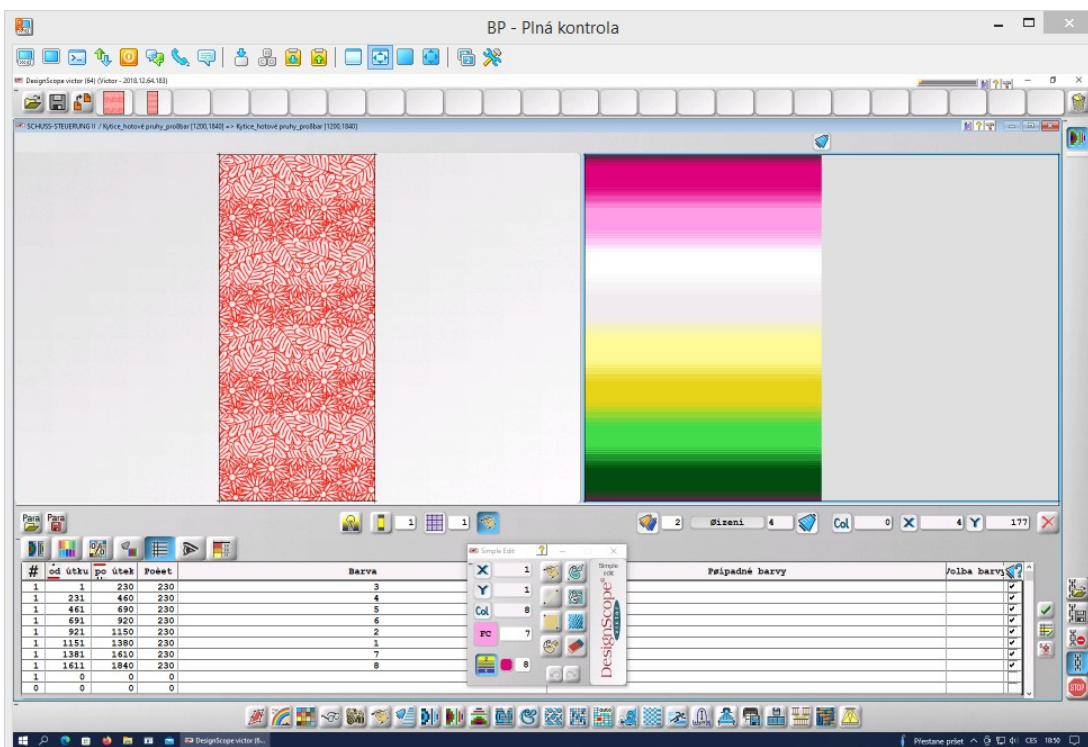 BP - Plná kontrola
DesignScope victor (64) (Victor - 2018.12.64.183)
SCHUSS-STEUERUNG II / Kytice_hotové pruhy_proßbar [1200,1840] => Kytice_hotové pruhy_proßbar [1200,1840]
Para Para
1 1 2 Øízení 4 Col 0 X 4 Y 177
# od útku po útek Poèet Barva Pøípadné barvy
1 1 230 230 3
1 231 460 230 4
1 461 690 230 5
1 691 920 230 6
1 921 1150 230 2
1 1151 1380 230 1
1 1381 1610 230 7
1 1611 1840 230 8
1 0 0 0
0 0 0 0
Simple Edit
X 1
Y 1
Col 8
FC 7
8
Simple
edit
DesignScope®
victor
STOP
DesignScope victor (6...
Přestane pršet
CES 18:50